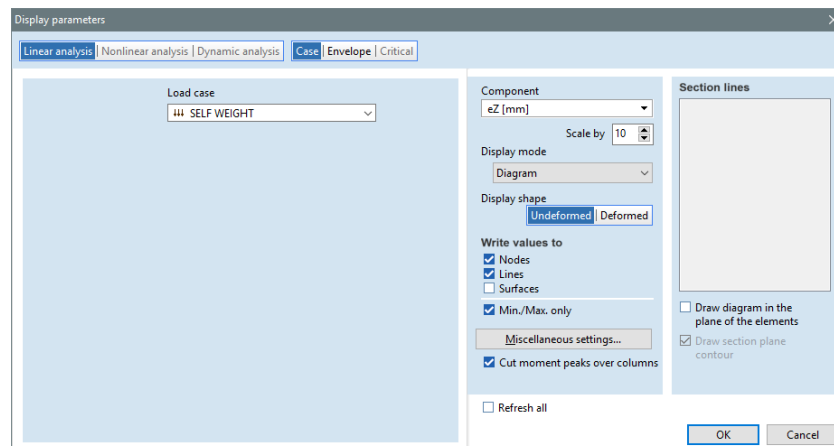 Display parameters
Linear analysis | Nonlinear analysis | Dynamic analysis
Case | Envelope | Critical
Load case
SELF WEIGHT
Component
eZ [mm]
Scale by 10
Display mode
Diagram
Display shape
Undeformed | Deformed
Write values to
Nodes
Lines
Surfaces
Min./Max. only
Miscellaneous settings...
Cut moment peaks over columns
Refresh all
Section lines
Draw diagram in the
plane of the elements
Draw section plane
contour
OK
Cancel